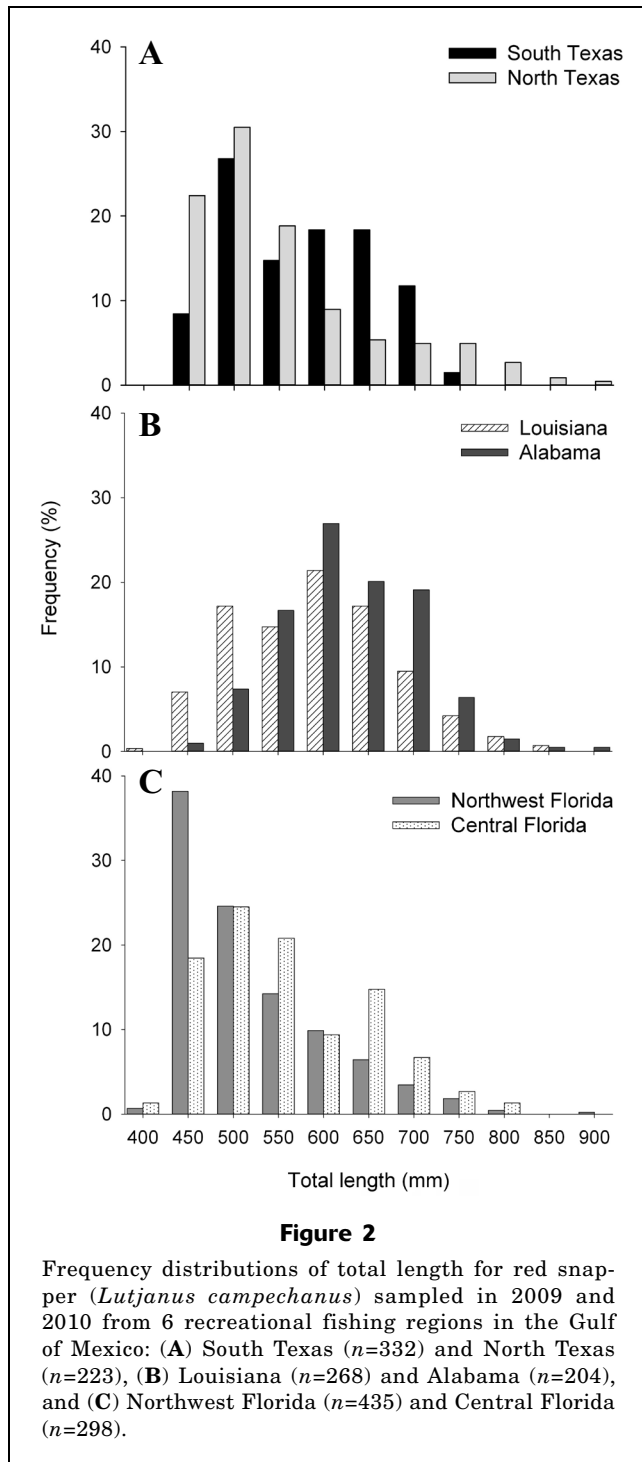 A
South Texas
North Texas
40
30
20
10
0
B
Louisiana
Alabama
40
30
20
10
0
Frequency (%)
C
Northwest Florida
Central Florida
40
30
20
10
0
400 450 500 550 600 650 700 750 800 850 900
Total length (mm)
Figure 2
Frequency distributions of total length for red snap-
per (Lutjanus campechanus) sampled in 2009 and
2010 from 6 recreational fishing regions in the Gulf
of Mexico: (A) South Texas (n=332) and North Texas
(n=223), (B) Louisiana (n=268) and Alabama (n=204),
and (C) Northwest Florida (n=435) and Central Florida
(n=298).